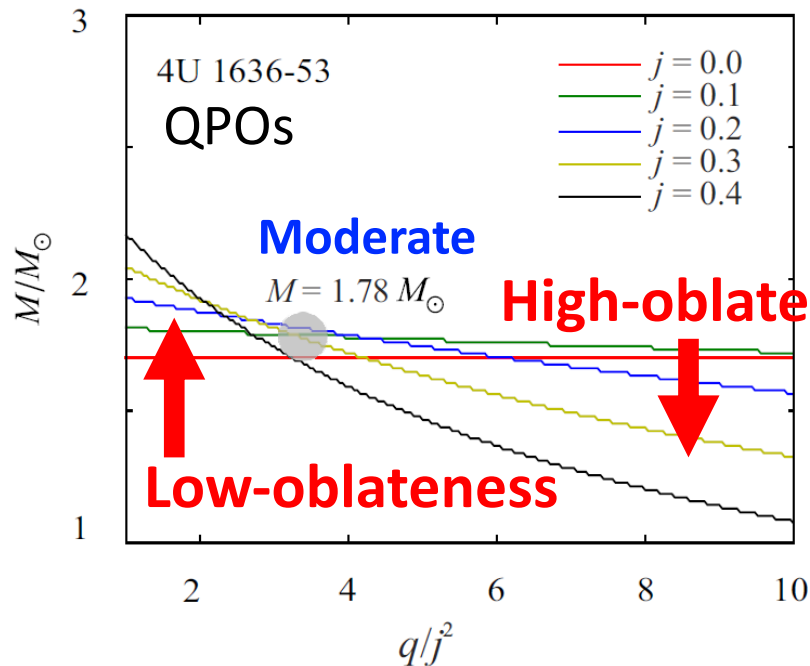 3
4U 1636-53
QPOs
j = 0.0
j = 0.1
j = 0.2
j = 0.3
j = 0.4
Moderate
M = 1.78 M⊙
High-oblate
Low-oblateness
M/M⊙
2
1
2
4
6
8
10
q/j²